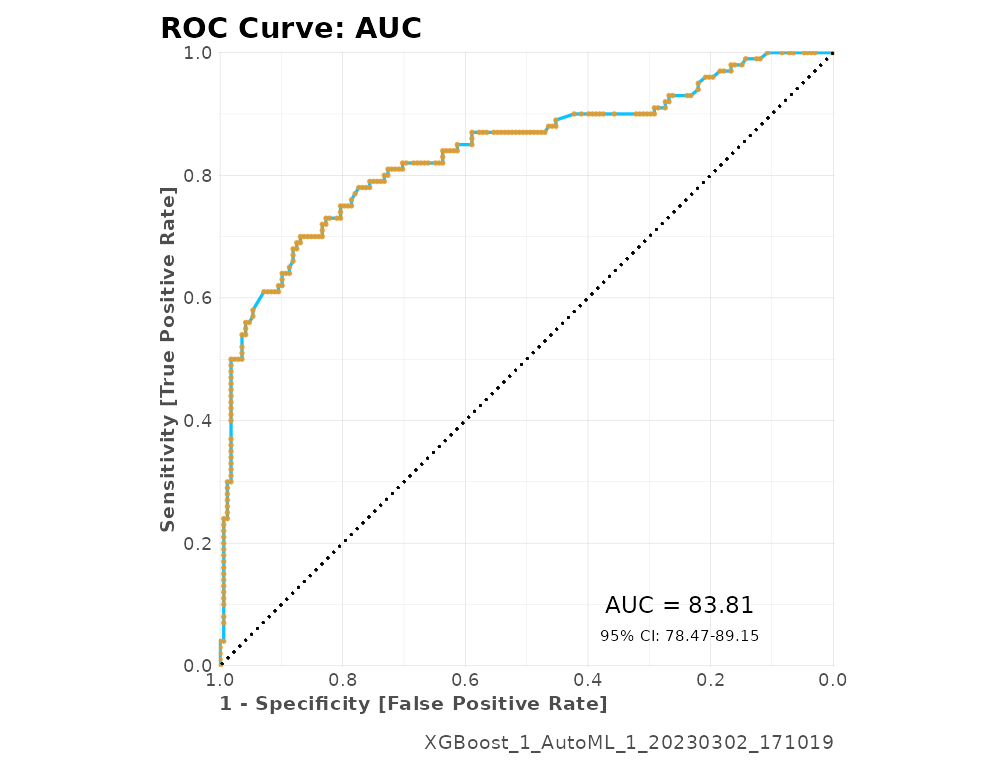 ROC Curve: AUC
1.0
0.8
0.6
0.4
0.2
0.0
Sensitivity [True Positive Rate]
AUC = 83.81
95% CI: 78.47-89.15
1.0 0.8 0.6 0.4 0.2 0.0
1 - Specificity [False Positive Rate]
XGBoost_1_AutoML_1_20230302_171019